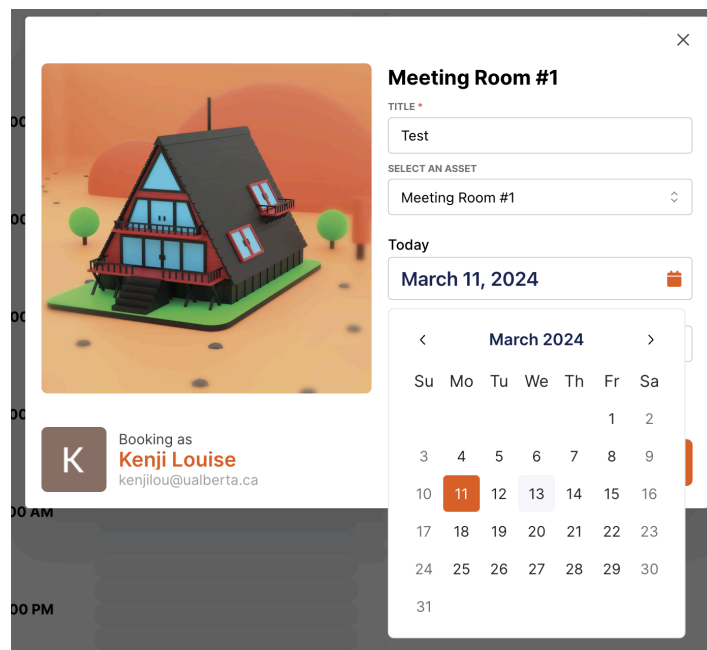 Meeting Room #1
TITLE *
Test
SELECT AN ASSET
Meeting Room #1
Today
March 11, 2024
March 2024
Su Mo Tu We Th Fr Sa
1 2
3 4 5 6 7 8 9
10 11 12 13 14 15 16
17 18 19 20 21 22 23
24 25 26 27 28 29 30
31
K
Booking as
Kenji Louise
kenjilou@ualberta.ca
00 AM
00 PM